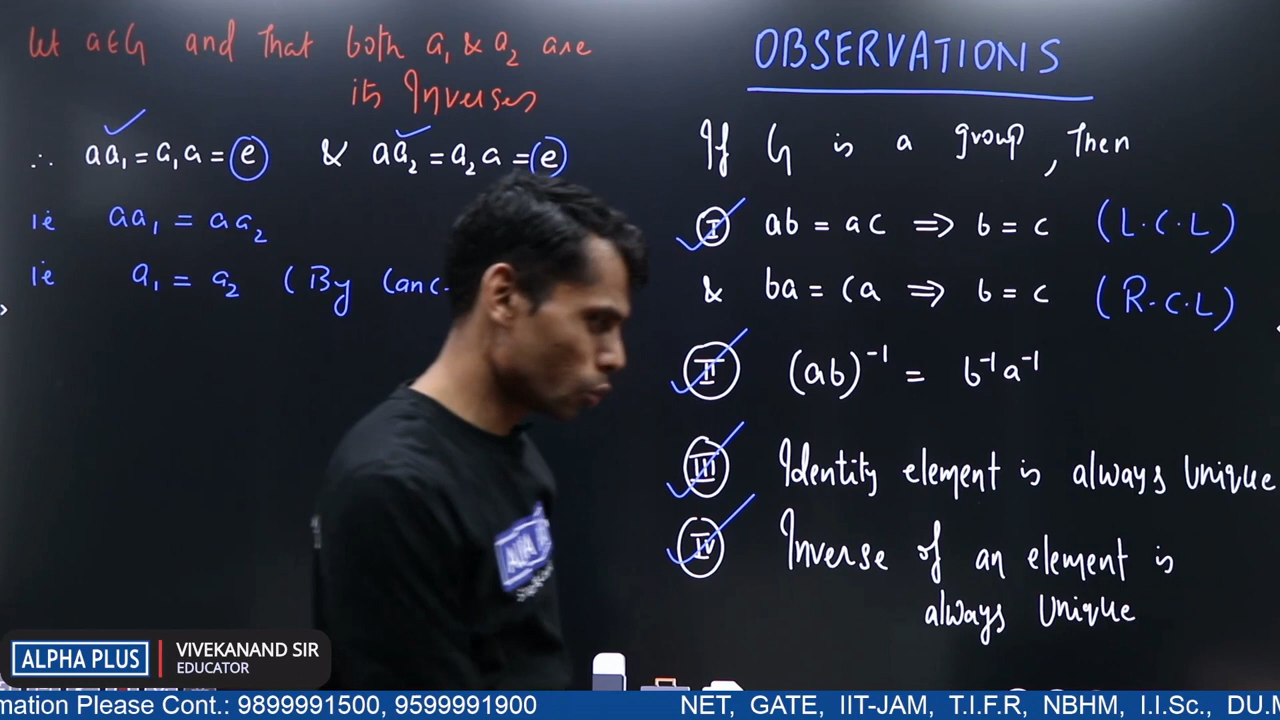 Let a∈G and that both a₁ & a₂ are
its Inverses
∴ aa₁ = a₁a = e & aa₂ = a₂a = e
ie aa₁ = aa₂
ie a₁ = a₂ ( By Canc.
OBSERVATIONS
If G is a group, Then
I ab = ac ⇒ b = c (L.C.L)
& ba = ca ⇒ b = c (R.C.L)
II (ab)⁻¹ = b⁻¹a⁻¹
III Identity element is always Unique
IV Inverse of an element is
always Unique
ALPHA PLUS
VIVEKANAND SIR
EDUCATOR
mation Please Cont.: 9899991500, 9599991900 NET, GATE, IIT-JAM, T.I.F.R, NBHM, I.I.Sc., DU.M